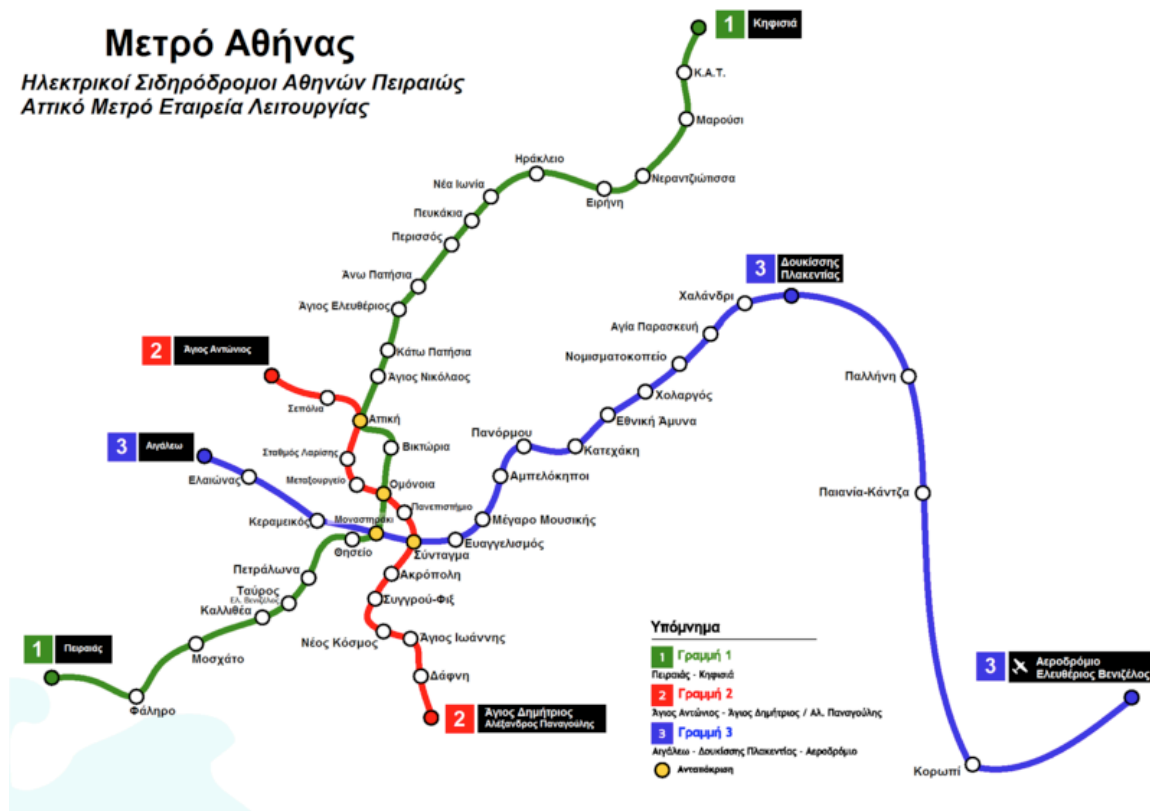 Μετρό Αθήνας
Ηλεκτρικοί Σιδηρόδρομοι Αθηνών Πειραιώς
Αττικό Μετρό Εταιρεία Λειτουργίας
1 Κηφισιά
Κ.Α.Τ.
Μαρούσι
Νεραντζιώτισσα
Ειρήνη
Ηράκλειο
Νέα Ιωνία
Πευκάκια
Περισσός
Άνω Πατήσια
Άγιος Ελευθέριος
Κάτω Πατήσια
Άγιος Νικόλαος
Αττική
Βικτώρια
Ομόνοια
Μοναστηράκι
Θησείο
Πετράλωνα
Ταύρος
Ελ. Βενιζέλος
Καλλιθέα
Μοσχάτο
Φάληρο
1 Πειραιάς
2 Άγιος Αντώνιος
Σεπόλια
Σταθμός Λαρίσης
Μεταξουργείο
Πανεπιστήμιο
Σύνταγμα
Ακρόπολη
Συγγρού-Φιξ
Νέος Κόσμος
Άγιος Ιωάννης
Δάφνη
2 Άγιος Δημήτριος
Αλέξανδρος Παναγούλης
3 Αιγάλεω
Ελαιώνας
Κεραμεικός
Ευαγγελισμός
Μέγαρο Μουσικής
Αμπελόκηποι
Πανόρμου
Κατεχάκη
Εθνική Άμυνα
Χολαργός
Νομισματοκοπείο
Αγία Παρασκευή
Χαλάνδρι
3 Δουκίσσης
Πλακεντίας
Παλλήνη
Παιανία-Κάντζα
Κορωπί
3 Αεροδρόμιο
Ελευθέριος Βενιζέλος
Υπόμνημα
1 Γραμμή 1
Πειραιάς - Κηφισιά
2 Γραμμή 2
Άγιος Αντώνιος - Άγιος Δημήτριος / Αλ. Παναγούλης
3 Γραμμή 3
Αιγάλεω - Δουκίσσης Πλακεντίας - Αεροδρόμιο
Ανταπόκριση